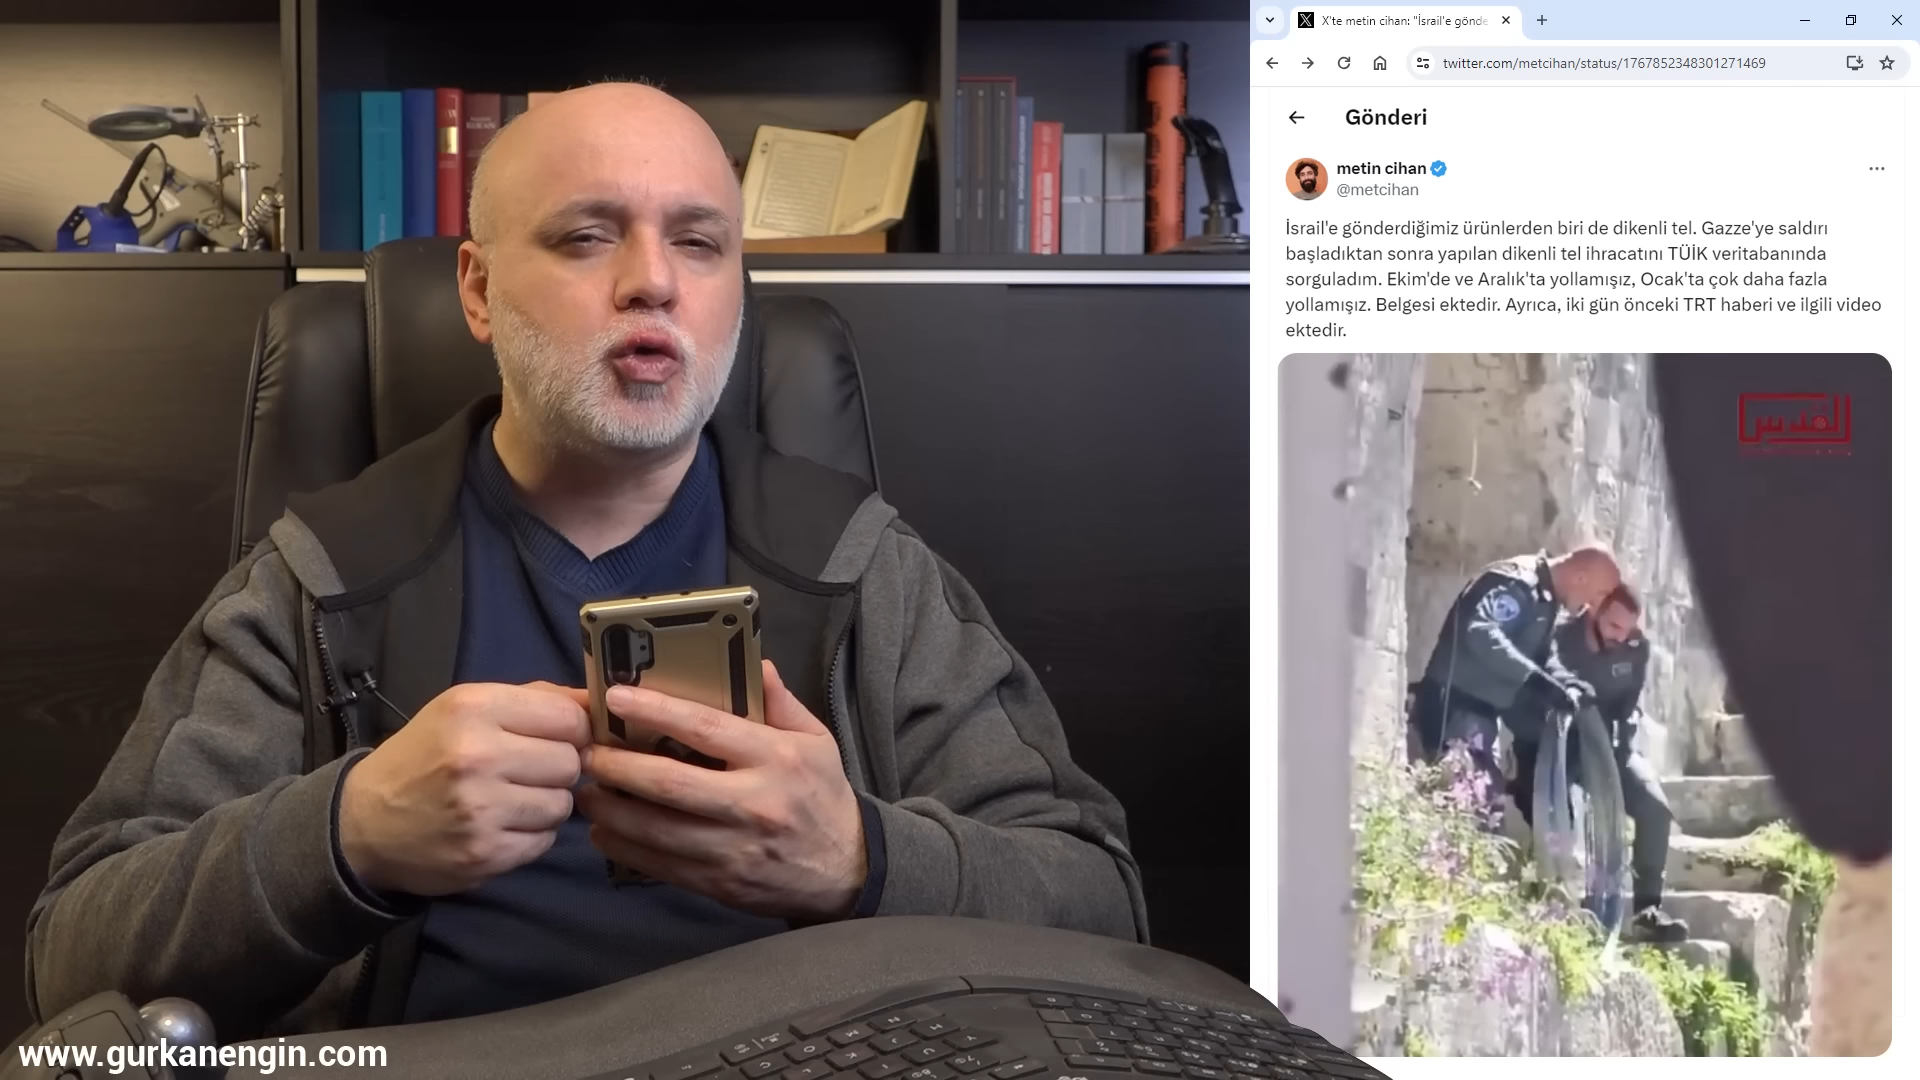 X'te metin cihan: "İsrail'e gönde
twitter.com/metcihan/status/1767852348301271469
Gönderi
metin cihan
@metcihan
İsrail'e gönderdiğimiz ürünlerden biri de dikenli tel. Gazze'ye saldırı
başladıktan sonra yapılan dikenli tel ihracatını TÜİK veritabanında
sorguladım. Ekim'de ve Aralık'ta yollamışız, Ocak'ta çok daha fazla
yollamışız. Belgesi ektedir. Ayrıca, iki gün önceki TRT haberi ve ilgili video
ektedir.
القدس
www.gurkanengin.com